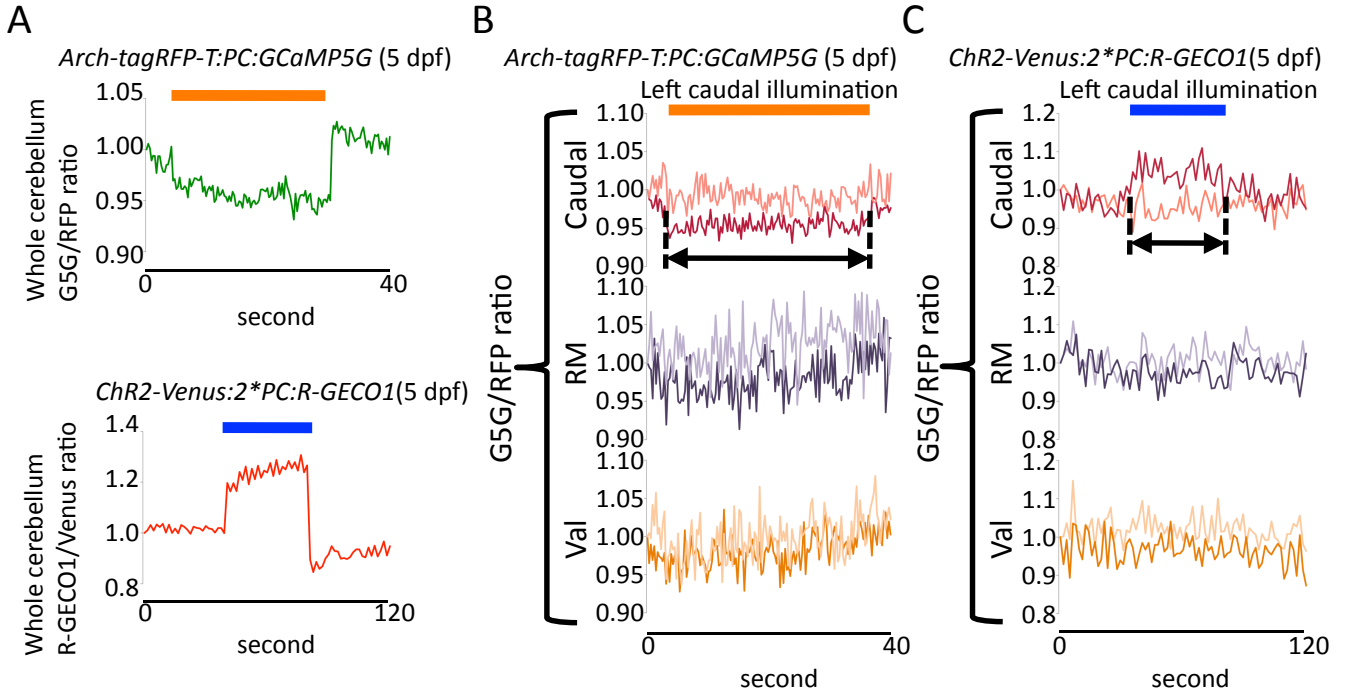 A
Arch-tagRFP-T:PC:GCaMP5G (5 dpf)
Whole cerebellum
G5G/RFP ratio
1.05
1.00
0.95
0.90
0
40
second
ChR2-Venus:2*PC:R-GECO1(5 dpf)
Whole cerebellum
R-GECO1/Venus ratio
1.4
1.2
1.0
0.8
0
120
second
B
Arch-tagRFP-T:PC:GCaMP5G (5 dpf)
Left caudal illumination
G5G/RFP ratio
Caudal
1.10
1.05
1.00
0.95
0.90
RM
1.10
1.05
1.00
0.95
0.90
Val
1.10
1.05
1.00
0.95
0.90
0
40
second
C
ChR2-Venus:2*PC:R-GECO1(5 dpf)
Left caudal illumination
G5G/RFP ratio
Caudal
1.2
1.1
1.0
0.9
0.8
RM
1.2
1.1
1.0
0.9
0.8
Val
1.2
1.1
1.0
0.9
0.8
0
120
second